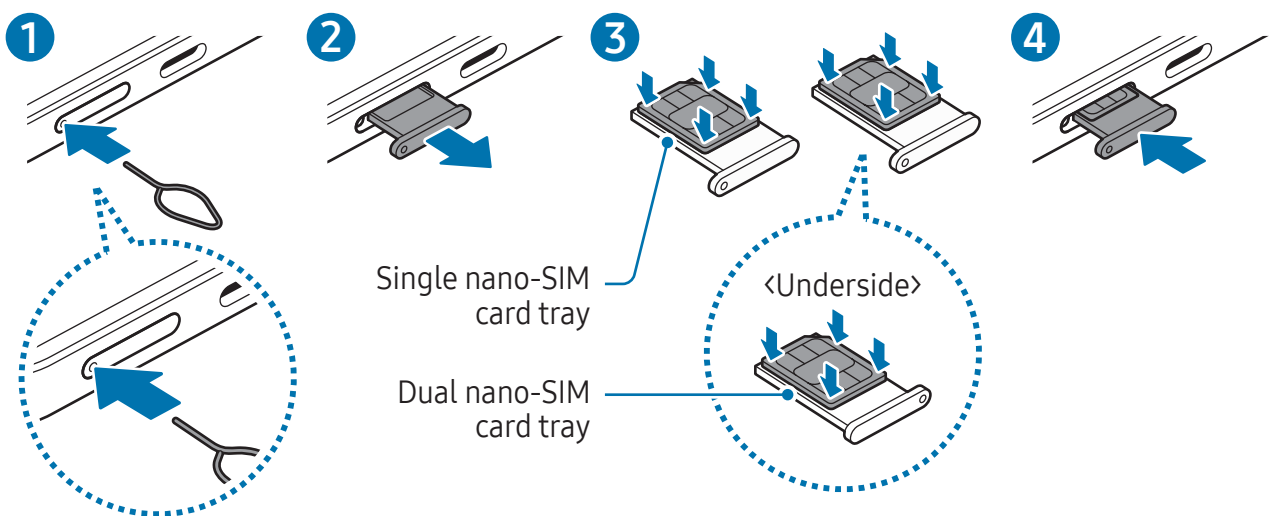 1
2
3
4
Single nano-SIM
card tray
<Underside>
Dual nano-SIM
card tray